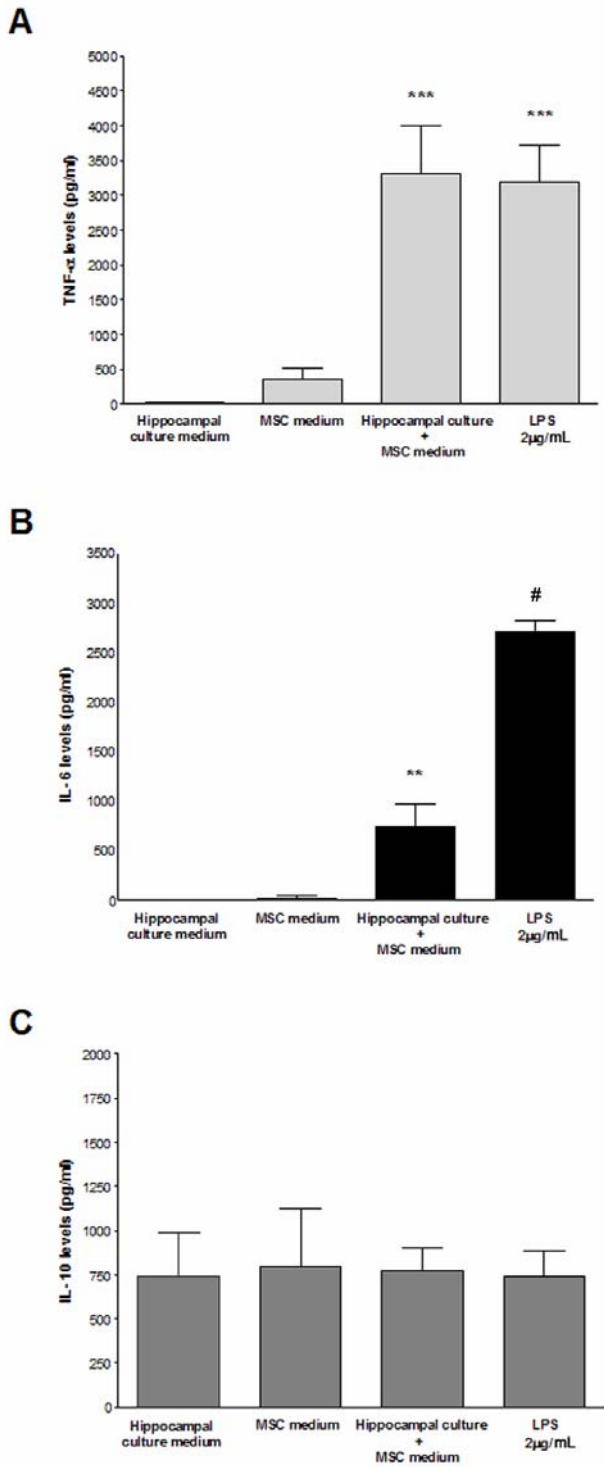 A
TNF-α levels (pg/ml)
5000
4500
4000
3500
3000
2500
2000
1500
1000
500
0
***
***
Hippocampal
culture medium
MSC medium
Hippocampal culture
+
MSC medium
LPS
2µg/mL
B
IL-6 levels (pg/ml)
3500
3000
2500
2000
1500
1000
500
0
**
#
Hippocampal
culture medium
MSC medium
Hippocampal culture
+
MSC medium
LPS
2µg/mL
C
IL-10 levels (pg/ml)
2000
1750
1500
1250
1000
750
500
250
0
Hippocampal
culture medium
MSC medium
Hippocampal culture
+
MSC medium
LPS
2µg/mL